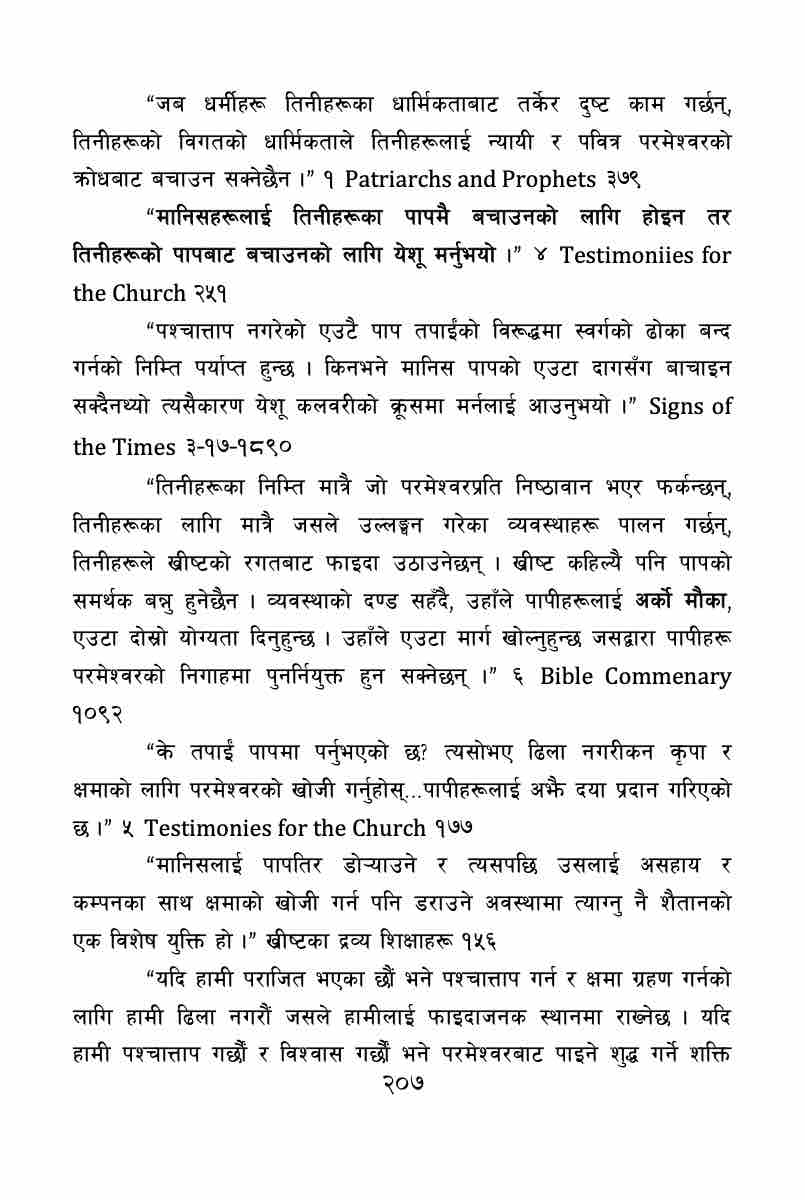 “जब धर्मीहरू तिनीहरूका धार्मिकताबाट तर्केर दुष्ट काम गर्छन्,
तिनीहरूको विगतको धार्मिकताले तिनीहरूलाई न्यायी र पवित्र परमेश्वरको
क्रोधबाट बचाउन सक्नेछैन ।” १ Patriarchs and Prophets ३७९
“मानिसहरूलाई तिनीहरूका पापमै बचाउनको लागि होइन तर
तिनीहरूको पापबाट बचाउनको लागि येशू मर्नुभयो ।” ४ Testimoniies for
the Church २५१
“पश्चात्ताप नगरेको एउटै पाप तपाईंको विरूद्धमा स्वर्गको ढोका बन्द
गर्नको निम्ति पर्याप्त हुन्छ । किनभने मानिस पापको एउटा दागसँग बाचाइन
सक्दैनथ्यो त्यसैकारण येशू कलवरीको क्रूसमा मर्नलाई आउनुभयो ।” Signs of
the Times ३-१७-१८९०
“तिनीहरूका निम्ति मात्रै जो परमेश्वरप्रति निष्ठावान भएर फर्कन्छन्,
तिनीहरूका लागि मात्रै जसले उल्लङ्घन गरेका व्यवस्थाहरू पालन गर्छन्,
तिनीहरूले ख्रीष्टको रगतबाट फाइदा उठाउनेछन् । ख्रीष्ट कहिल्यै पनि पापको
समर्थक बन्नु हुनेछैन । व्यवस्थाको दण्ड सहँदै, उहाँले पापीहरूलाई अर्को मौका,
एउटा दोस्रो योग्यता दिनुहुन्छ । उहाँले एउटा मार्ग खोल्नुहुन्छ जसद्वारा पापीहरू
परमेश्वरको निगाहमा पुनर्नियुक्त हुन सक्नेछन् ।” ६ Bible Commenary
१०९२
“के तपाईं पापमा पर्नुभएको छ? त्यसोभए ढिला नगरीकन कृपा र
क्षमाको लागि परमेश्वरको खोजी गर्नुहोस्...पापीहरूलाई अझै दया प्रदान गरिएको
छ ।” ५ Testimonies for the Church १७७
“मानिसलाई पापतिर डोऱ्याउने र त्यसपछि उसलाई असहाय र
कम्पनका साथ क्षमाको खोजी गर्न पनि डराउने अवस्थामा त्याग्नु नै शैतानको
एक विशेष युक्ति हो ।” ख्रीष्टका द्रव्य शिक्षाहरू १५६
“यदि हामी पराजित भएका छौं भने पश्चात्ताप गर्न र क्षमा ग्रहण गर्नको
लागि हामी ढिला नगरौं जसले हामीलाई फाइदाजनक स्थानमा राख्नेछ । यदि
हामी पश्चात्ताप गर्छौं र विश्वास गर्छौं भने परमेश्वरबाट पाइने शुद्ध गर्ने शक्ति
२०७